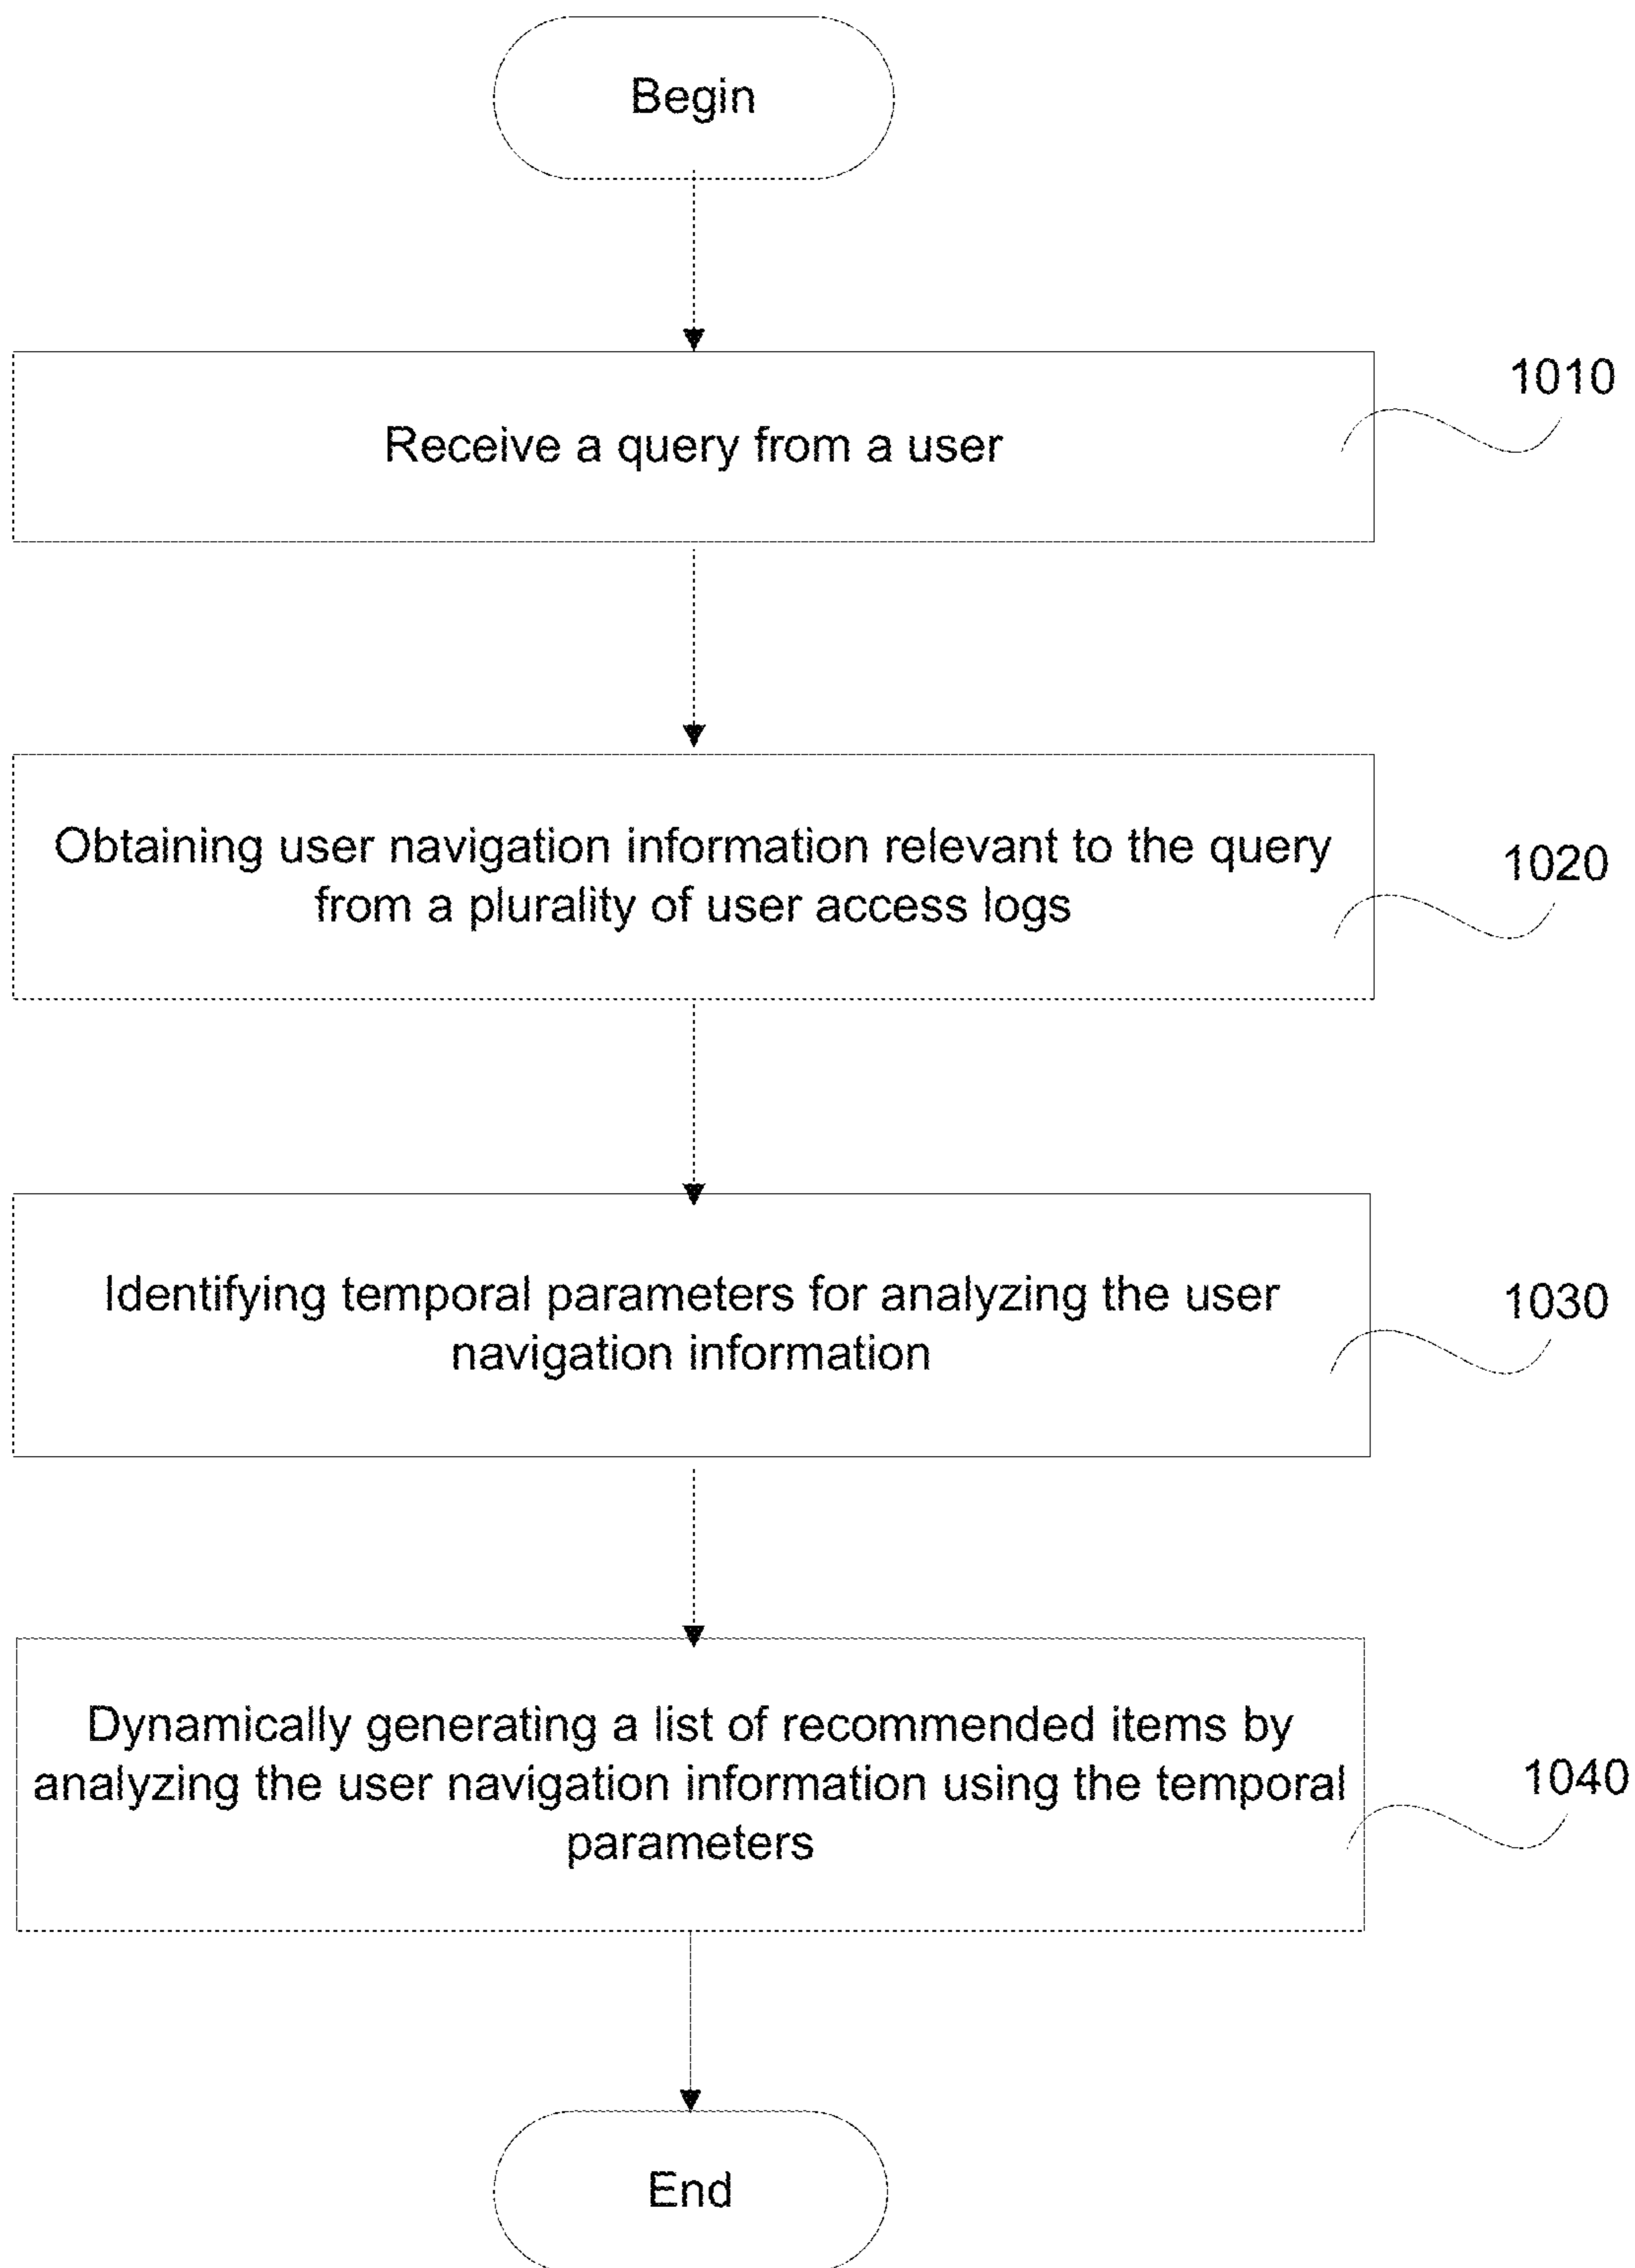 Begin
Receive a query from a user
1010
Obtaining user navigation information relevant to the query
from a plurality of user access logs
1020
Identifying temporal parameters for analyzing the user
navigation information
1030
Dynamically generating a list of recommended items by
analyzing the user navigation information using the temporal
parameters
1040
End